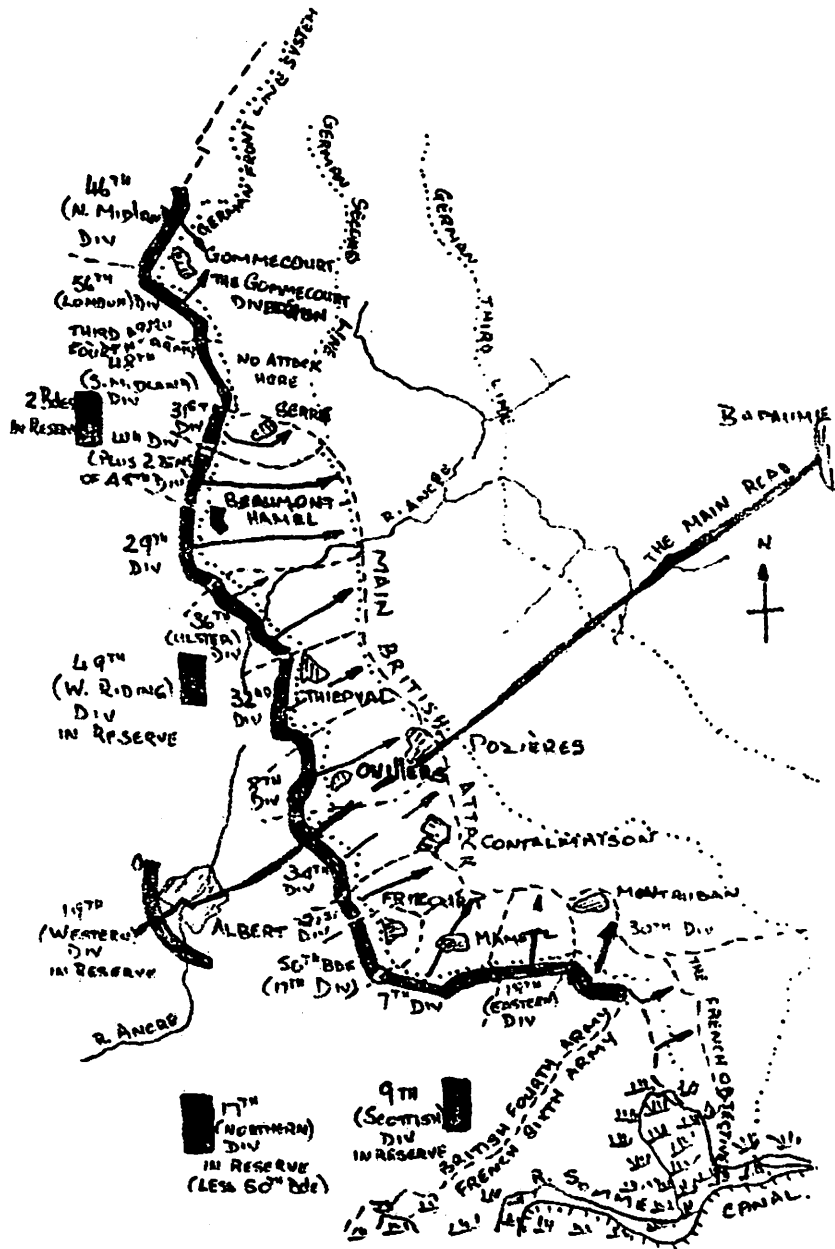 GERMAN FRONT LINE SYSTEM
GERMAN SECOND LINE
GERMAN THIRD LINE
46TH
(N. MIDLAN
DIV
GOMMECOURT
THE GOMMECOURT
DIVERSION
56TH
(LONDON) DIV
THIRD ARMY
FOURTH ARMY
48TH
(S. MIDLAND)
DIV
NO ATTACK
HERE
2 Bdes
IN RESERV
31ST
DIV
SERRE
4TH DIV
(PLUS 2 BENS
OF 48TH DIV)
BEAUMONT
HAMEL
R. ANCRE
BAPAUME
THE MAIN ROAD
N
29TH
DIV
MAIN BRITISH ATTACK
36TH
(ULSTER)
DIV
49TH
(W. RIDING)
DIV
IN RESERVE
32ND
DIV
THIEPVAL
POZIÈRES
8TH
DIV
OVILLERS
CONTALMAISON
34TH
DIV
19TH
(WESTERN)
DIV
IN RESERVE
ALBERT
21ST
DIV
FRICOURT
MAMETZ
MONTAUBAN
30TH DIV
50TH BDE
(17TH DIV)
7TH DIV
18TH
(EASTERN)
DIV
THE FRENCH OBJECTIVE
R. ANCRE
BRITISH FOURTH ARMY
FRENCH SIXTH ARMY
17TH
(NORTHERN)
DIV
IN RESERVE
(LESS 50TH Bde)
9TH
(SCOTTISH)
DIV
IN RESERVE
R. SOMME
CANAL.